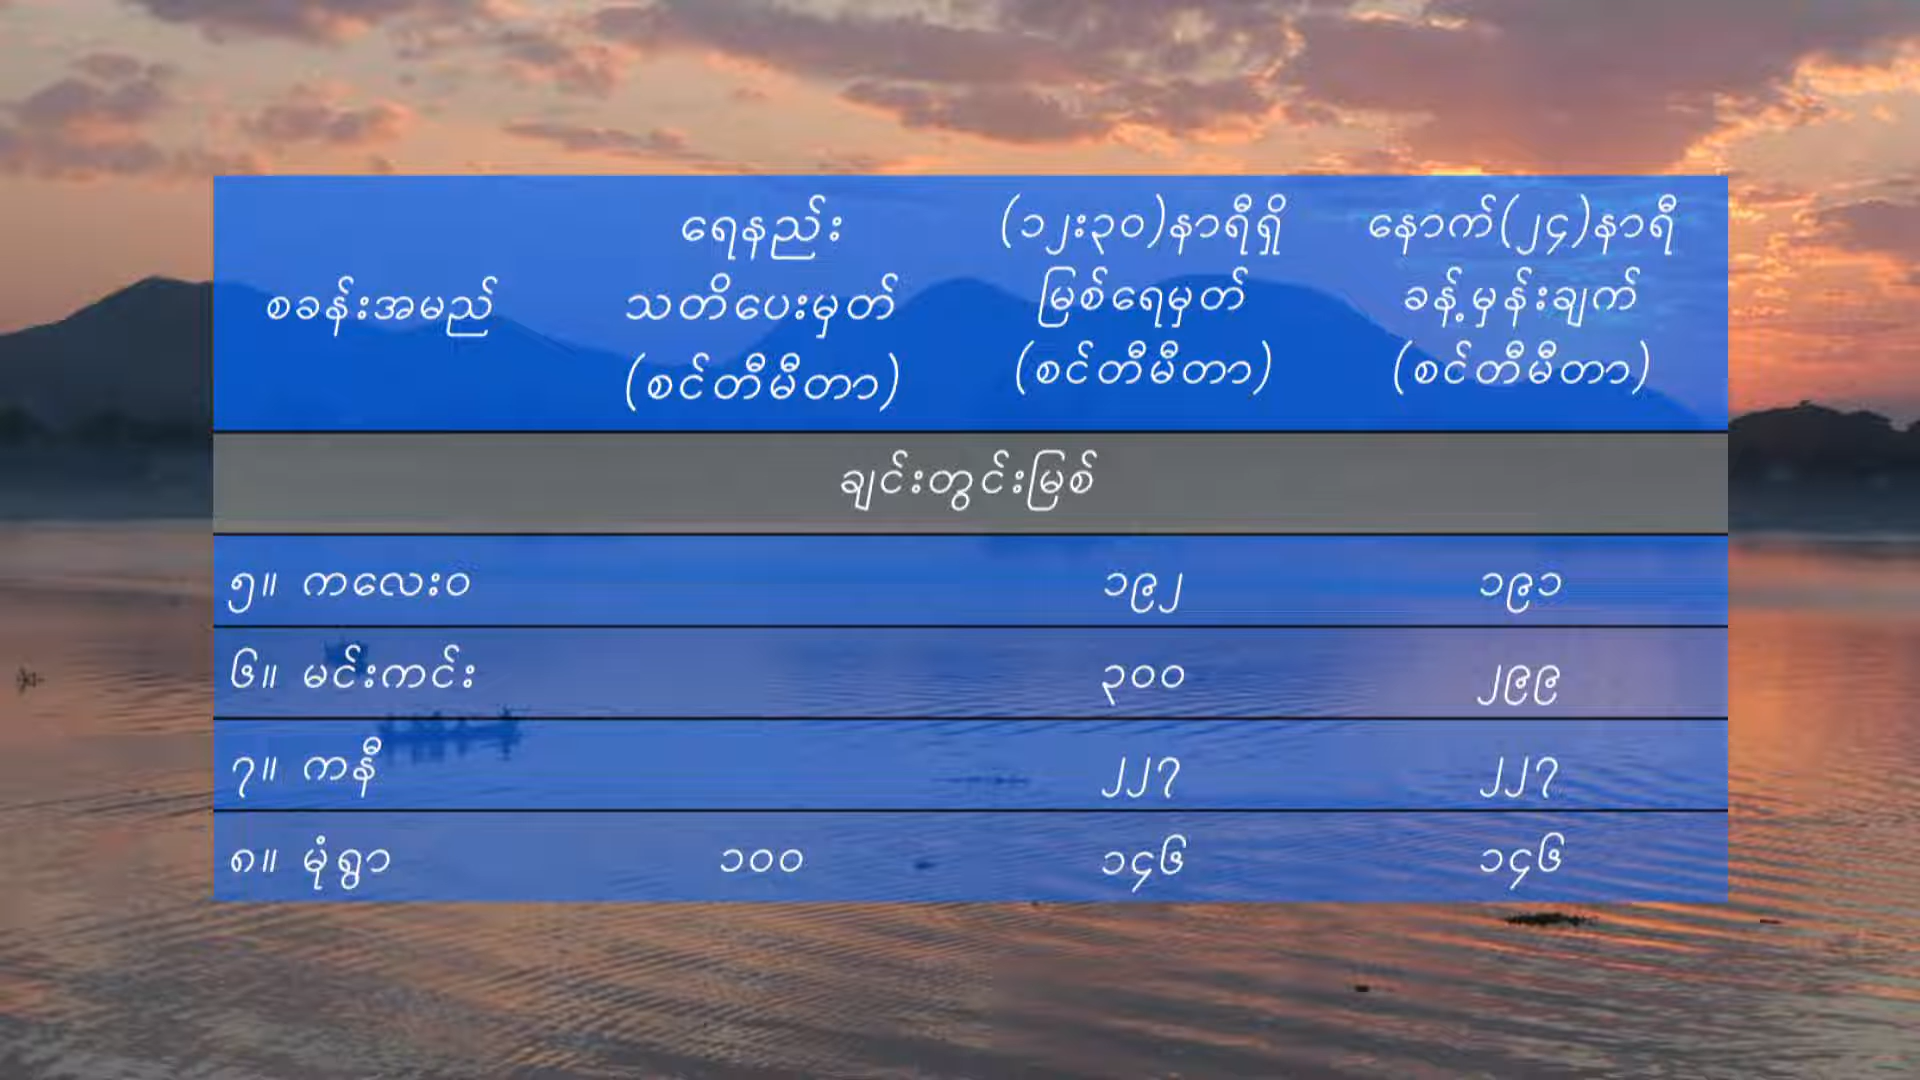 စခန်းအမည်
ရေနည်း
သတိပေးမှတ်
(စင်တီမီတာ)
(၁၂း၃၀)နာရီရှိ
မြစ်ရေမှတ်
(စင်တီမီတာ)
နောက်(၂၄)နာရီ
ခန့်မှန်းချက်
(စင်တီမီတာ)
ချင်းတွင်းမြစ်
၅။ ကလေးဝ ၁၉၂ ၁၉၁
၆။ မင်းကင်း ၃၀၀ ၂၉၉
၇။ ကနီ ၂၂၇ ၂၂၇
၈။ မုံရွာ ၁၀၀ ၁၄၆ ၁၄၆